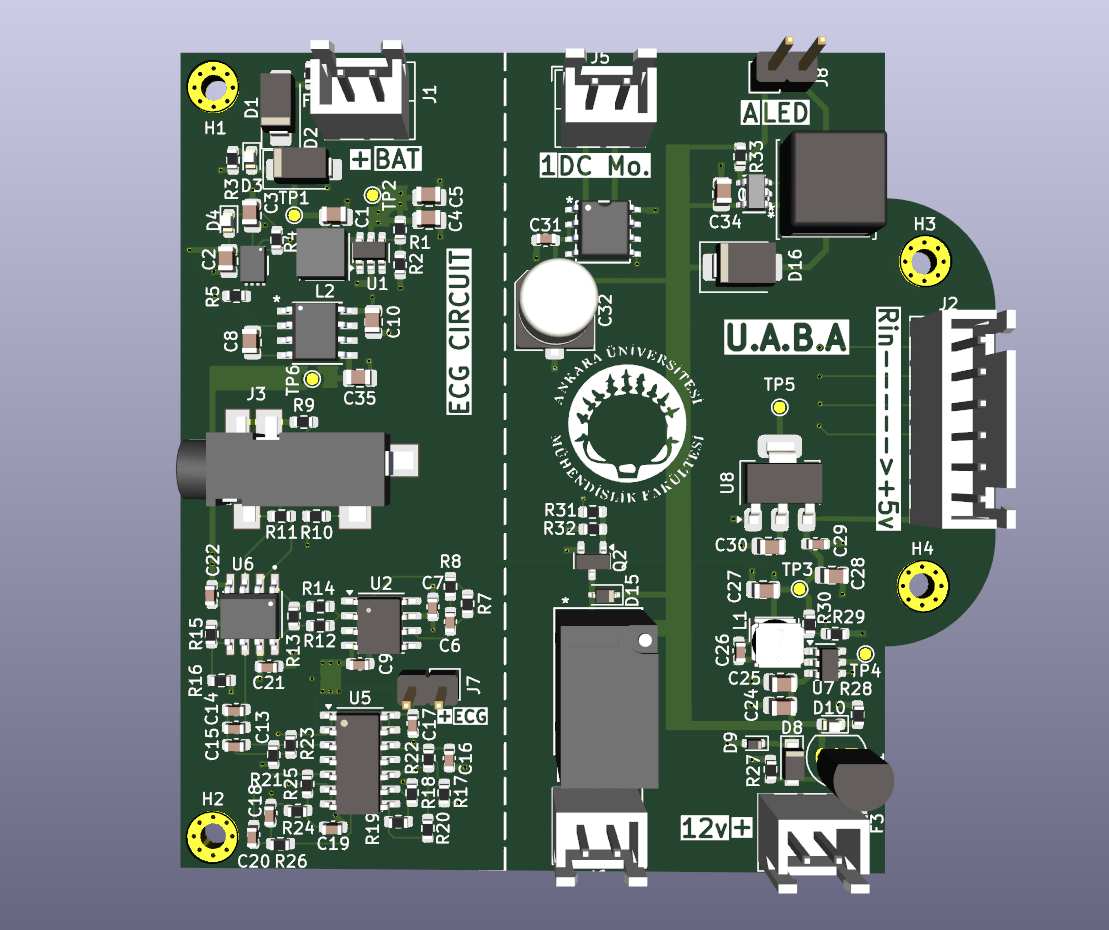 J5
J8
J1
D1
F
H1
A LED
D2
+BAT
1DC Mo.
R33
R3
D3
TP1
TP2
C3
C5
C4
D4
C1
C34
H3
C31
R4
R1
R2
C2
U1
D16
R5
L2
*
C10
C32
J2
C8
U.A.B.A
Rin------>+5v
ECG CIRCUIT
ANKARA ÜNİVERSİTESİ
MÜHENDİSLİK FAKÜLTESİ
TP6
C35
TP5
J3
R9
U8
R11
R10
R31
R32
C30
C29
Q2
H4
C22
U6
R14
U2
R8
C7
R7
D15
C27
TP3
C28
*
R15
R13
R12
C6
L1
R30
R29
C26
C9
C21
R16
TP4
J7
C25
U7
R28
C14
U5
+ECG
C24
D10
C15
C13
R23
C17
D9
D8
C16
R22
R21
R25
R27
C18
R18
R17
H2
R24
R19
R20
12v+
F3
C19
C20
R26